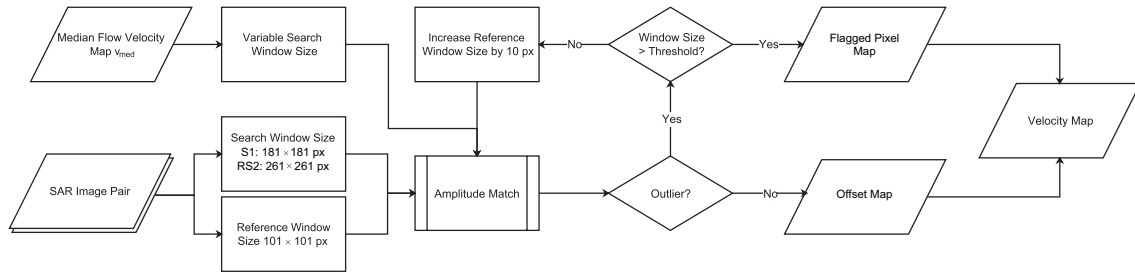 Median Flow Velocity
Map vmed
Variable Search
Window Size
Increase Reference
Window Size by 10 px
No
Window Size
> Threshold?
Yes
Flagged Pixel
Map
Velocity Map
Yes
Search Window Size
S1: 181 × 181 px
RS2: 261 × 261 px
SAR Image Pair
Amplitude Match
Outlier?
No
Offset Map
Reference Window
Size 101 × 101 px